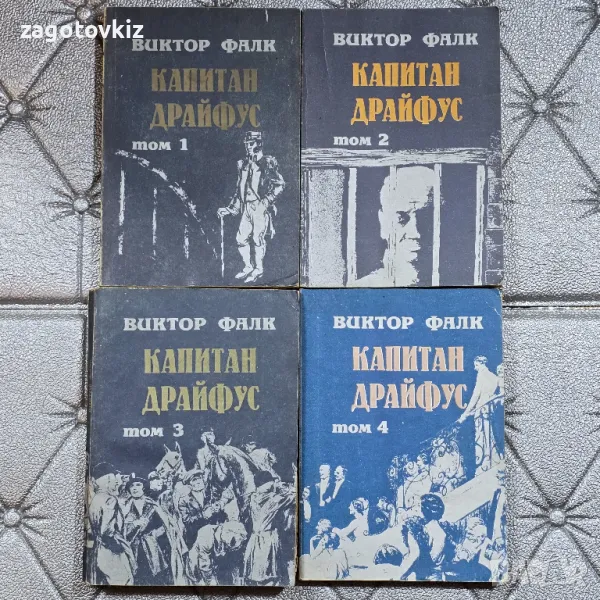 zagotovkiz
ВИКТОР ФАЛК
КАПИТАН
ДРАЙФУС
том 1
ВИКТОР ФАЛК
КАПИТАН
ДРАЙФУС
том 2
ВИКТОР ФАЛК
КАПИТАН
ДРАЙФУС
том 3
ВИКТОР ФАЛК
КАПИТАН
ДРАЙФУС
том 4